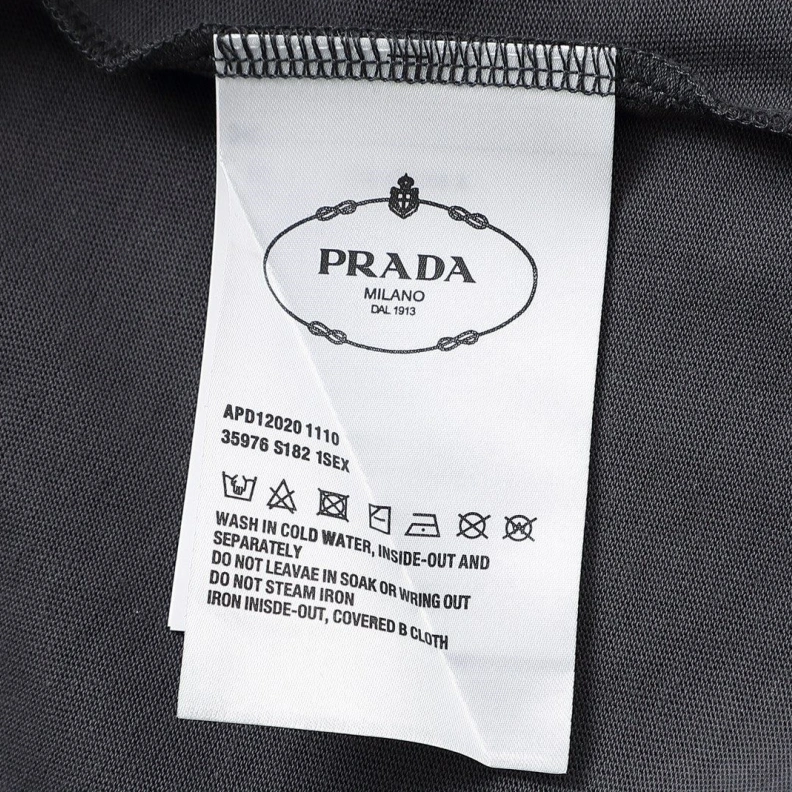 PRADA
MILANO
DAL 1913
APD12020 1110
35976 S182 1SEX
WASH IN COLD WATER, INSIDE-OUT AND
SEPARATELY
DO NOT LEAVAE IN SOAK OR WRING OUT
DO NOT STEAM IRON
IRON INISDE-OUT, COVERED B CLOTH